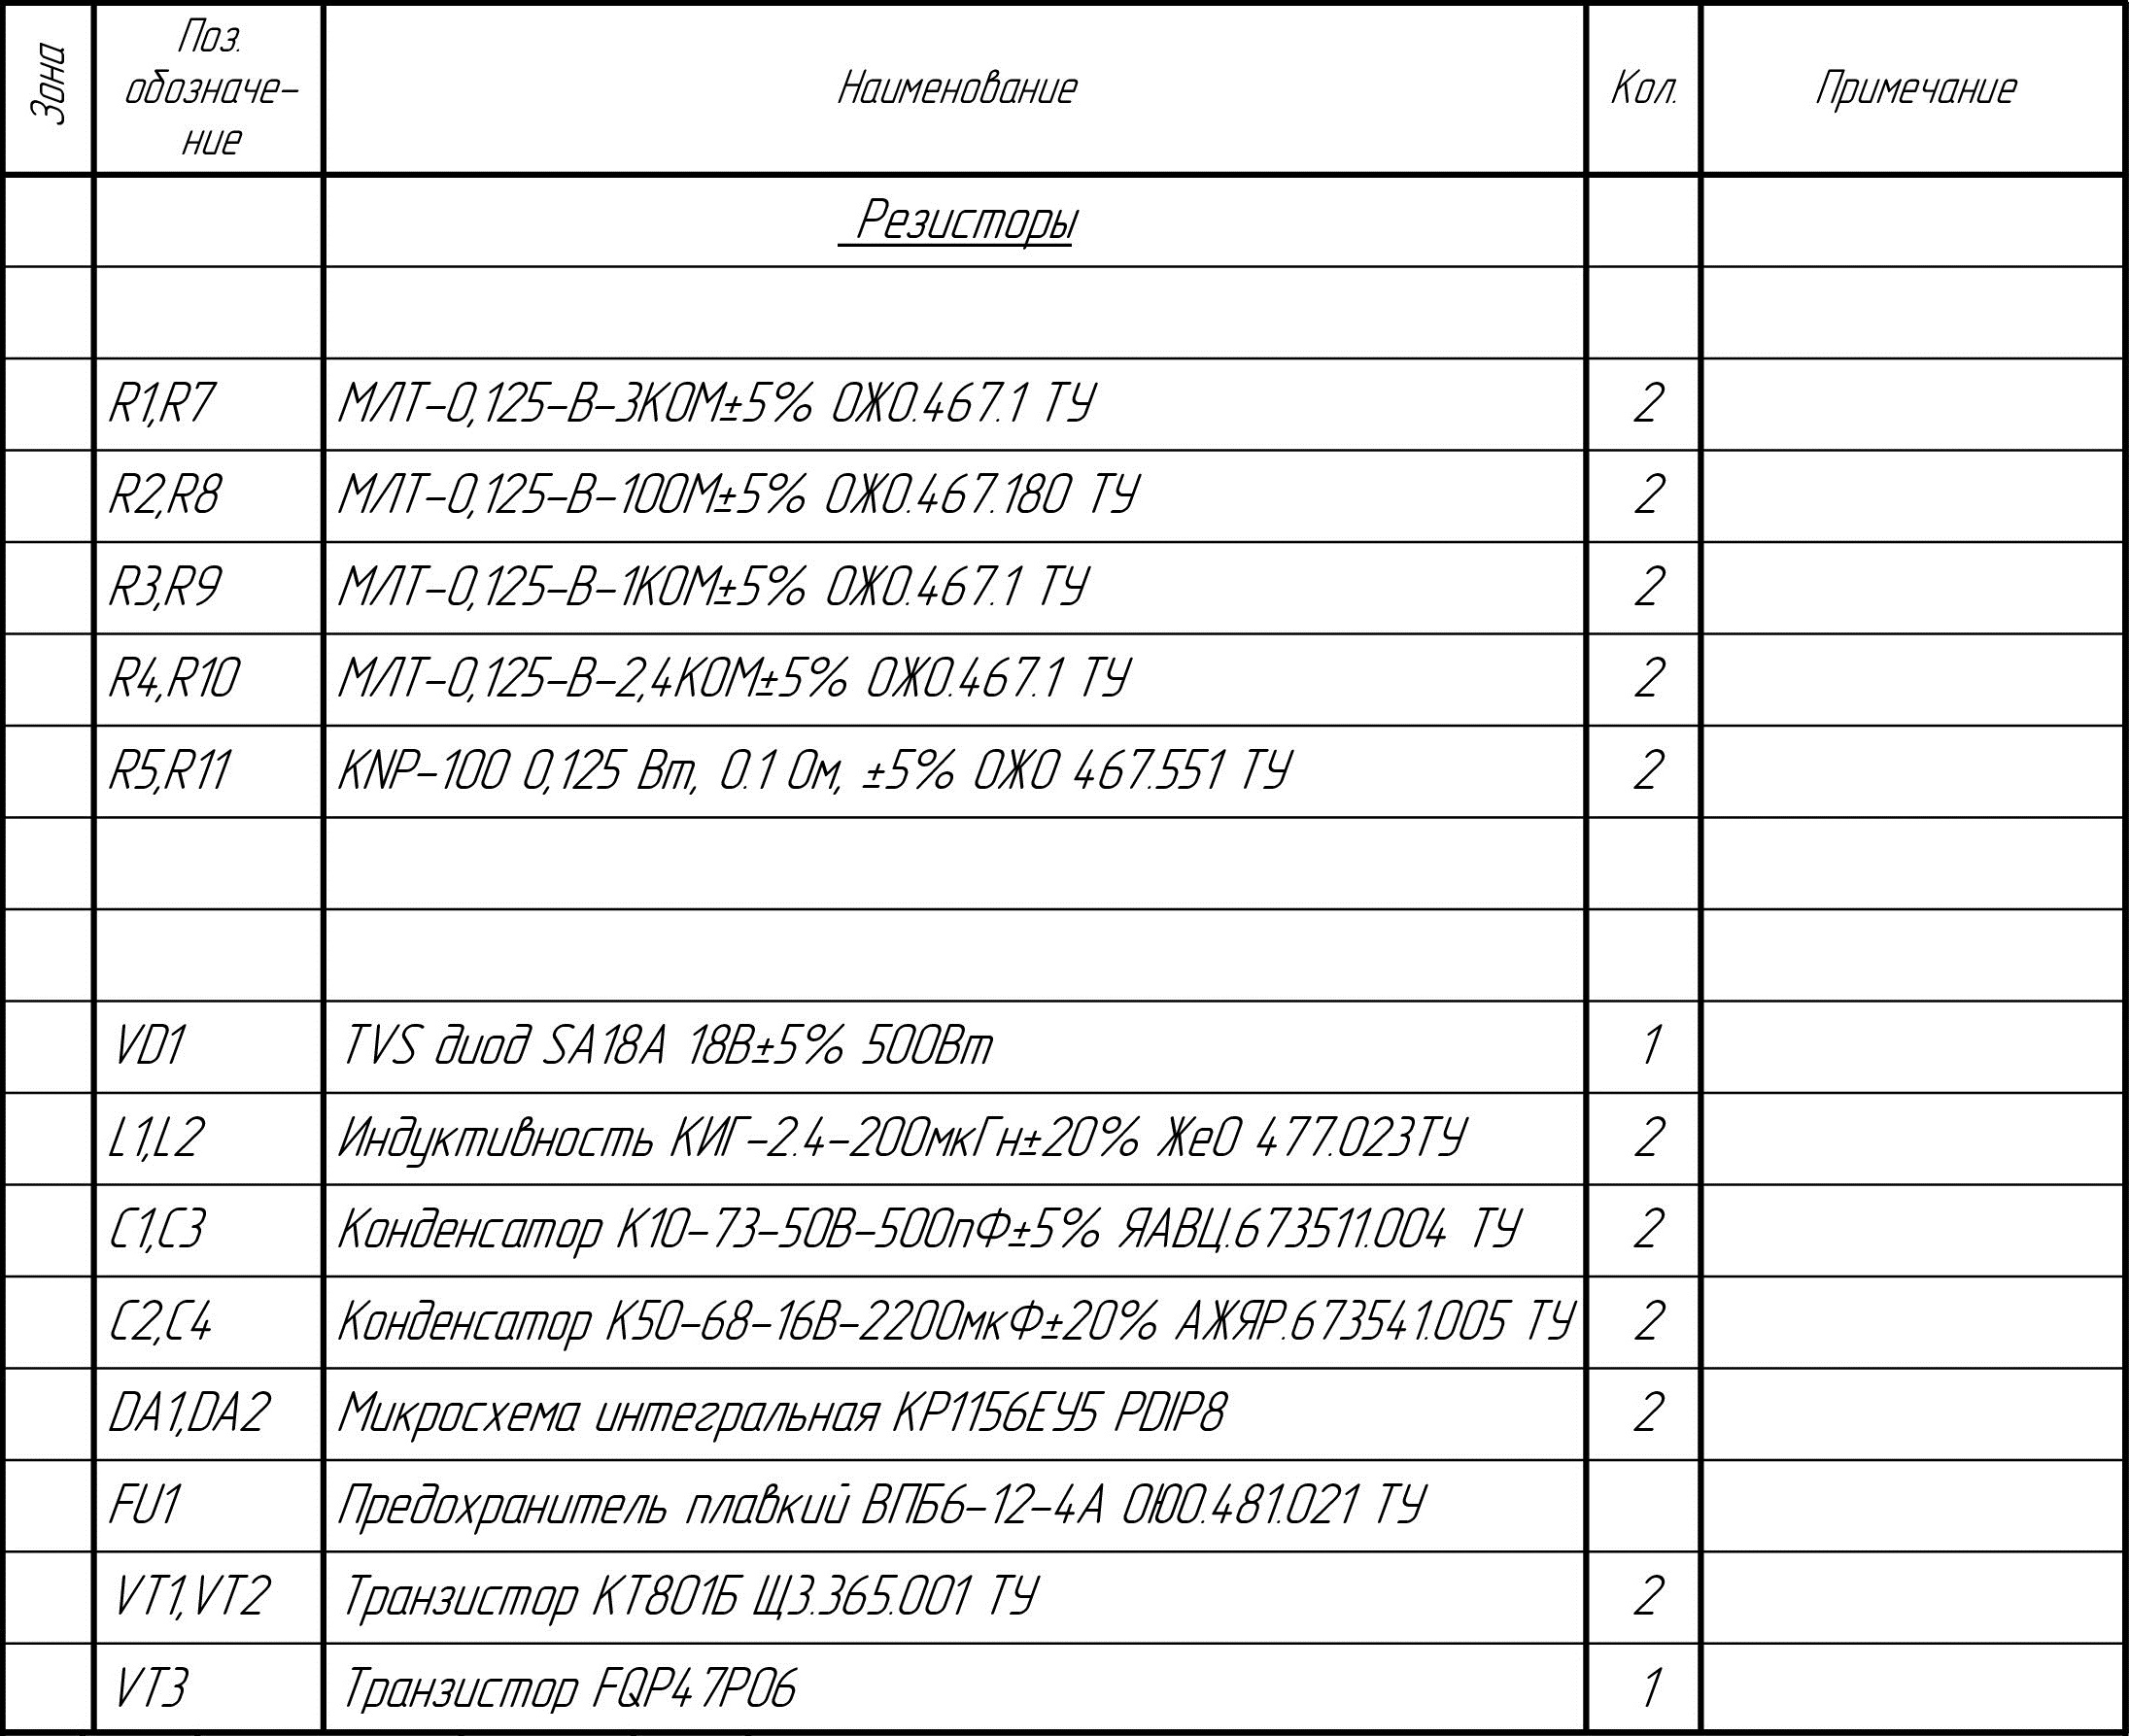 Зона
Поз.
обозначе-
ние
Наименование
Кол.
Примечание
Резисторы
R1,R7 МЛТ-0,125-В-3КОМ±5% ОЖ0.467.1 ТУ 2
R2,R8 МЛТ-0,125-В-100М±5% ОЖ0.467.180 ТУ 2
R3,R9 МЛТ-0,125-В-1КОМ±5% ОЖ0.467.1 ТУ 2
R4,R10 МЛТ-0,125-В-2,4КОМ±5% ОЖ0.467.1 ТУ 2
R5,R11 KNP-100 0,125 Вт, 0.1 Ом, ±5% ОЖ0 467.551 ТУ 2
VD1 TVS диод SA18A 18В±5% 500Вт 1
L1,L2 Индуктивность КИГ-2.4-200мкГн±20% Же0 477.023ТУ 2
C1,C3 Конденсатор К10-73-50В-500пФ±5% ЯАВЦ.673511.004 ТУ 2
C2,C4 Конденсатор К50-68-16В-2200мкФ±20% АЖЯР.673541.005 ТУ 2
DA1,DA2 Микросхема интегральная КР1156ЕУ5 PDIP8 2
FU1 Предохранитель плавкий ВПБ6-12-4А ОЮ0.481.021 ТУ
VT1,VT2 Транзистор КТ801Б Щ3.365.001 ТУ 2
VT3 Транзистор FQP47P06 1